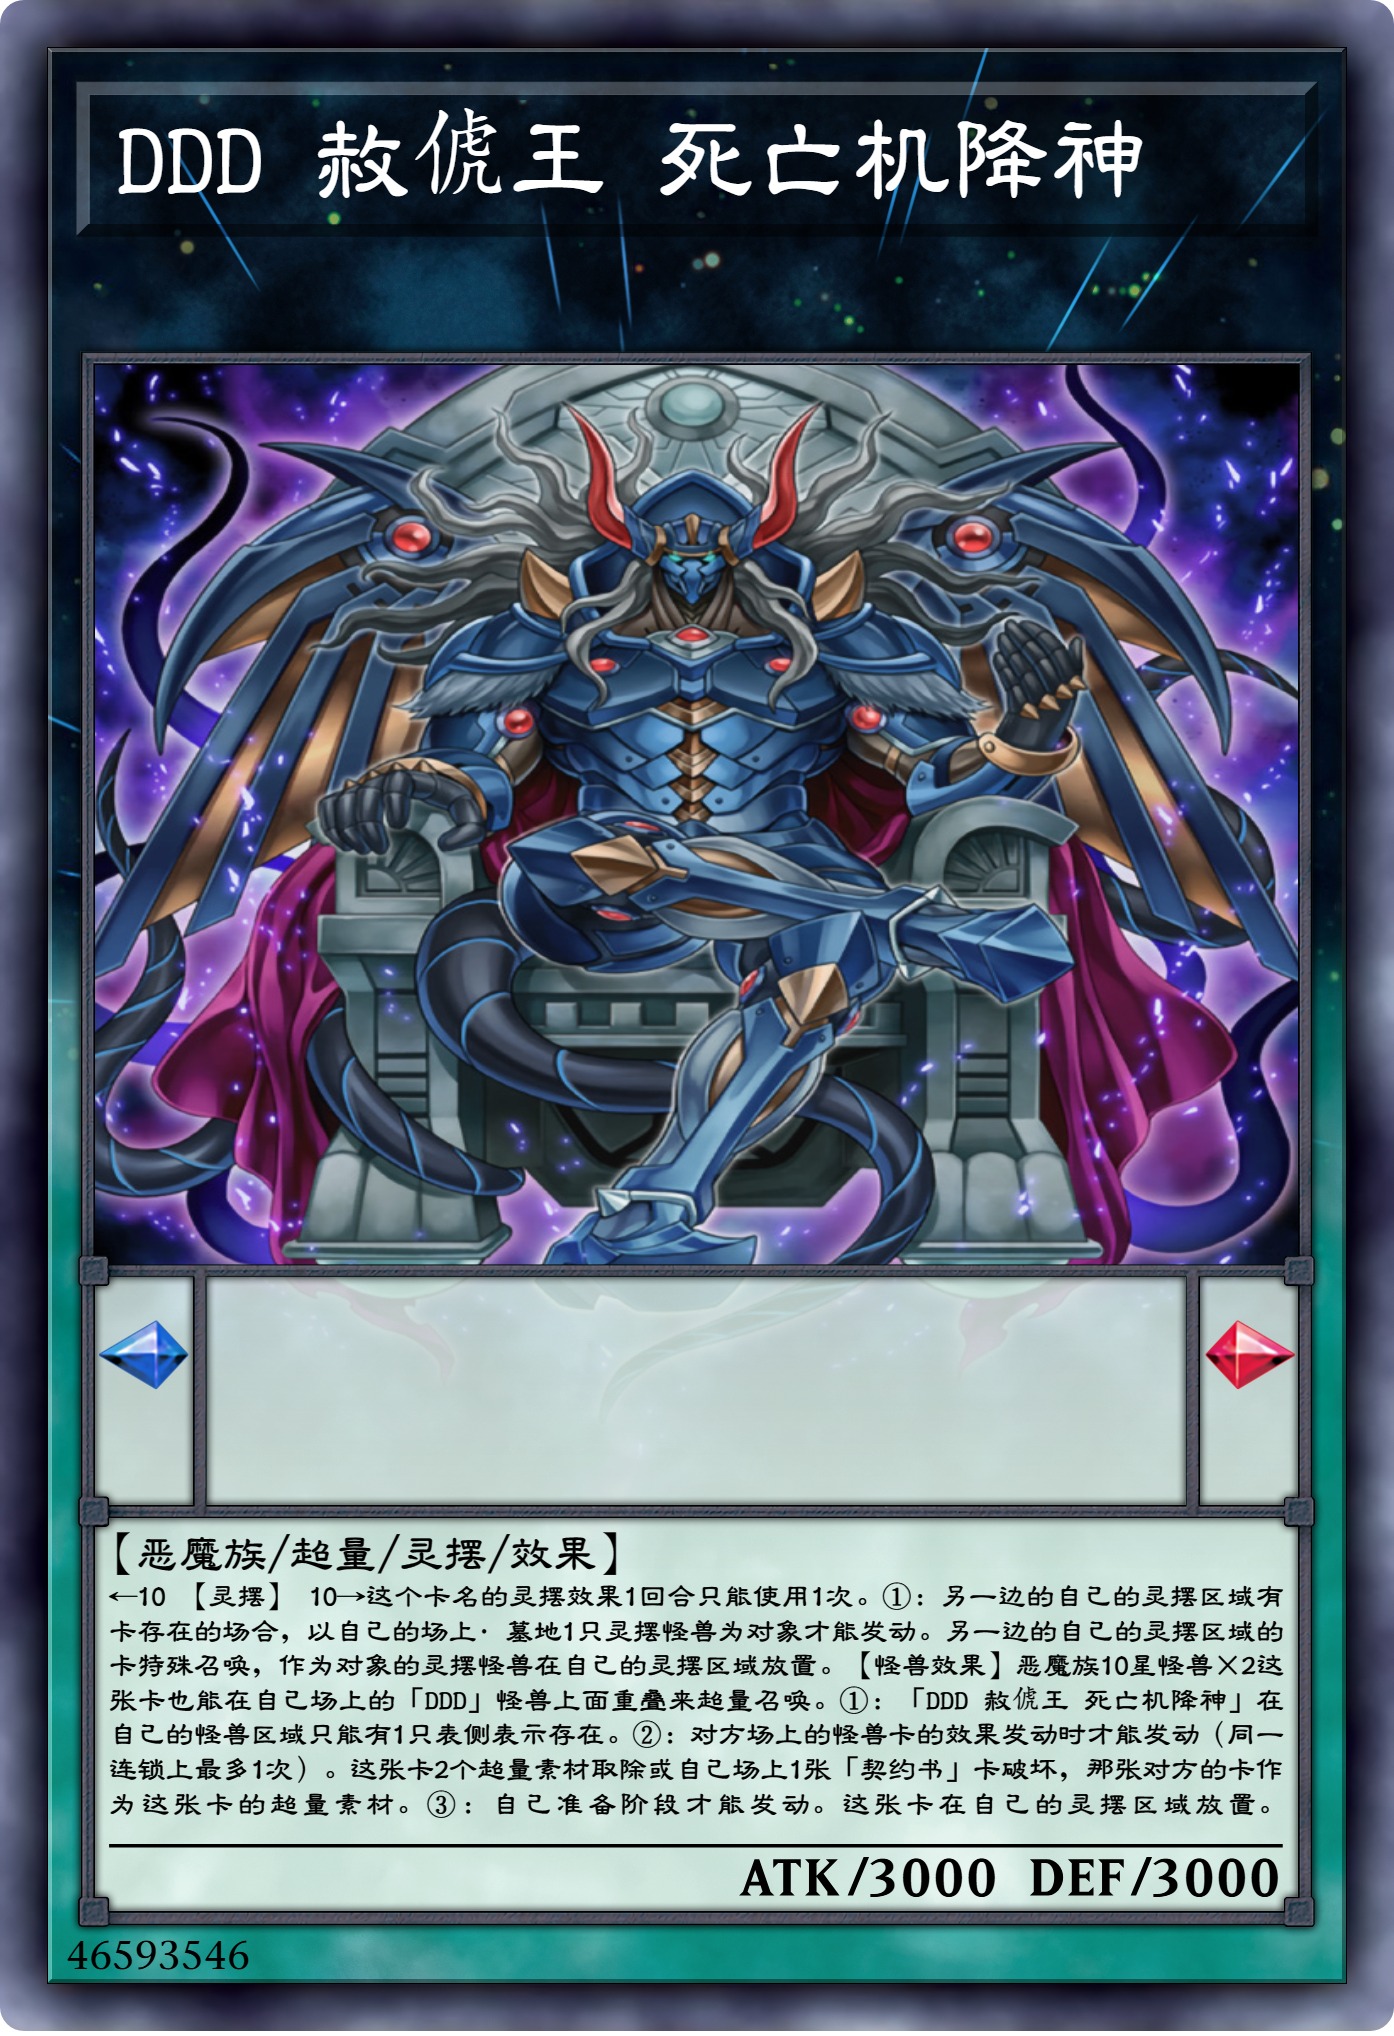 DDD 赦俿王 死亡机降神
【恶魔族/超量/灵摆/效果】
←10 【灵摆】 10→这个卡名的灵摆效果1回合只能使用1次。①：另一边的自己的灵摆区域有
卡存在的场合，以自己的场上·墓地1只灵摆怪兽为对象才能发动。另一边的自己的灵摆区域的
卡特殊召唤，作为对象的灵摆怪兽在自己的灵摆区域放置。【怪兽效果】恶魔族10星怪兽×2这
张卡也能在自己场上的「DDD」怪兽上面重叠来超量召唤。①：「DDD 赦俿王 死亡机降神」在
自己的怪兽区域只能有1只表侧表示存在。②：对方场上的怪兽卡的效果发动时才能发动（同一
连锁上最多1次）。这张卡2个超量素材取除或自己场上1张「契约书」卡破坏，那张对方的卡作
为这张卡的超量素材。③：自己准备阶段才能发动。这张卡在自己的灵摆区域放置。
ATK/3000 DEF/3000
46593546